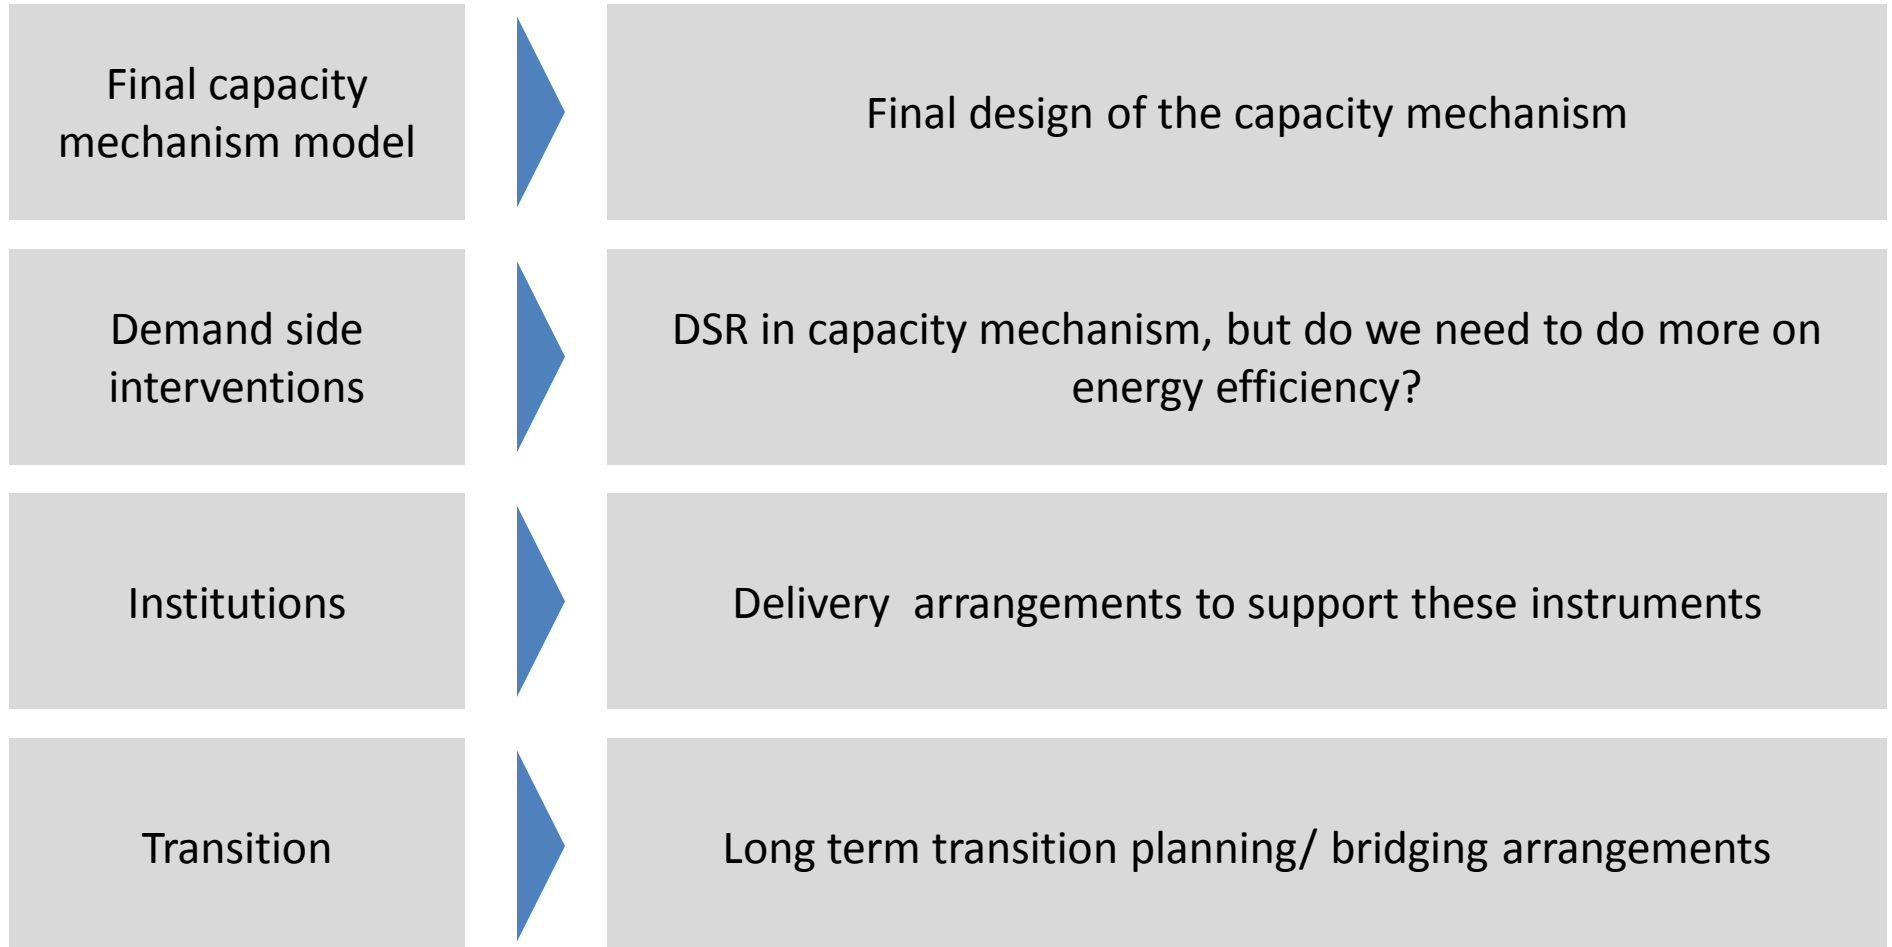 Final capacity
mechanism model
Final design of the capacity mechanism
Demand side
interventions
DSR in capacity mechanism, but do we need to do more on
energy efficiency?
Institutions
Delivery  arrangements to support these instruments
Transition
Long term transition planning/ bridging arrangements